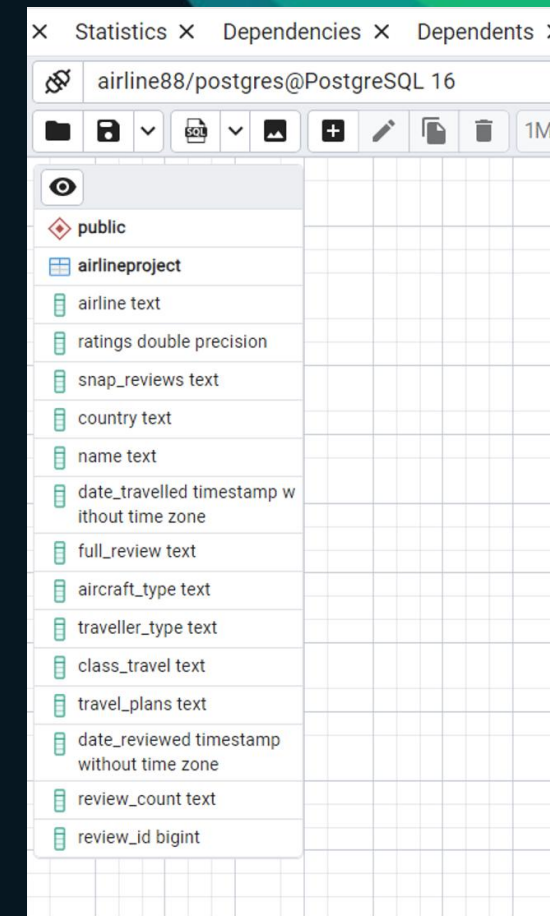 Statistics
Dependencies
Dependents
airline88/postgres@PostgreSQL 16
SQL
1M
public
airlineproject
airline text
ratings double precision
snap_reviews text
country text
name text
date_travelled timestamp w
ithout time zone
full_review text
aircraft_type text
traveller_type text
class_travel text
travel_plans text
date_reviewed timestamp
without time zone
review_count text
review_id bigint